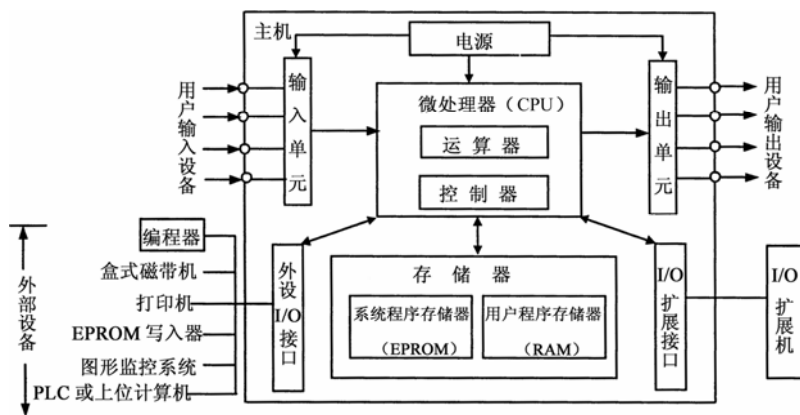 主机
电源
用户输入设备
输入单元
微处理器（CPU）
运算器
控制器
输出单元
用户输出设备
外部设备
编程器
盒式磁带机
打印机
EPROM 写入器
图形监控系统
PLC 或上位计算机
外设
I/O
接口
存储器
系统程序存储器
（EPROM）
用户程序存储器
（RAM）
I/O
扩展接口
I/O
扩展机